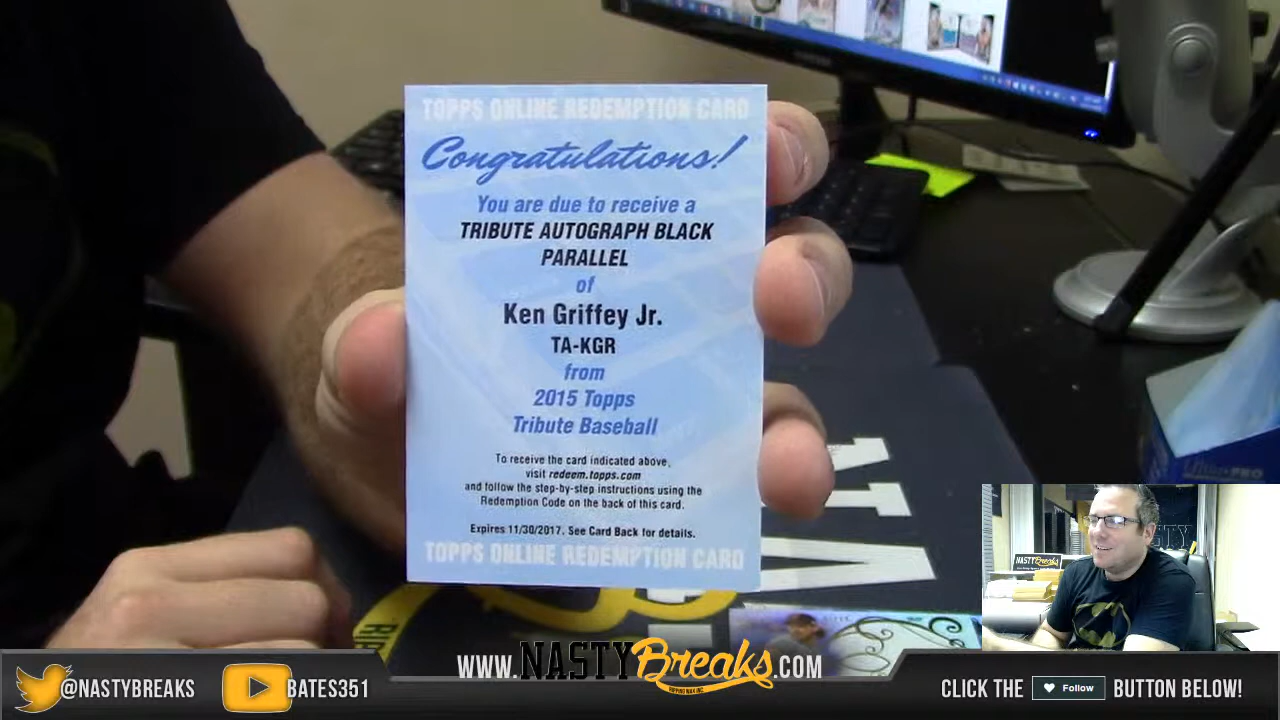 TOPPS ONLINE REDEMPTION CARD
Congratulations!
You are due to receive a
TRIBUTE AUTOGRAPH BLACK
PARALLEL
of
Ken Griffey Jr.
TA-KGR
from
2015 Topps
Tribute Baseball
To receive the card indicated above,
visit redeem.topps.com
and follow the step-by-step instructions using the
Redemption Code on the back of this card.
Expires 11/30/2017. See Card Back for details.
TOPPS ONLINE REDEMPTION CARD
NASTY
NASTY Breaks
@NASTYBREAKS
BATES351
WWW.NASTYBreaks.COM
CLICK THE Follow BUTTON BELOW!